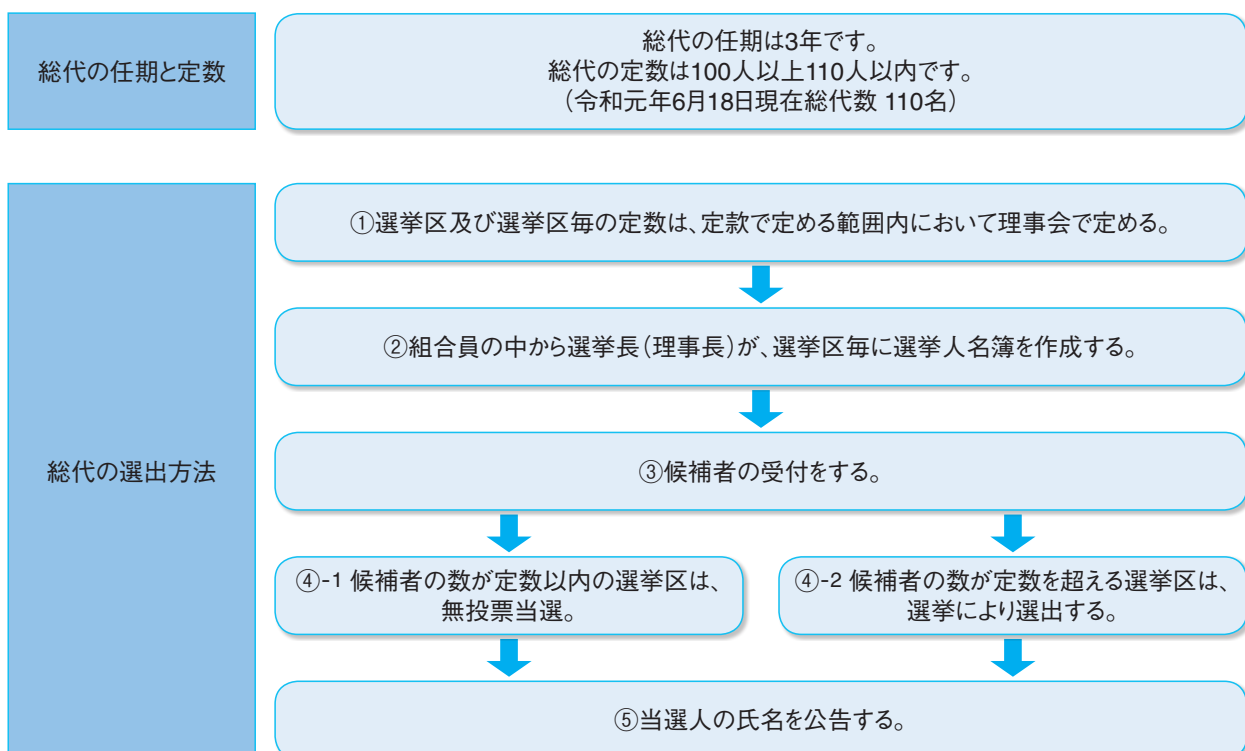 総代の任期と定数
総代の任期は3年です。
総代の定数は100人以上110人以内です。
（令和元年6月18日現在総代数 110名）
総代の選出方法
①選挙区及び選挙区毎の定数は、定款で定める範囲内において理事会で定める。
②組合員の中から選挙長（理事長）が、選挙区毎に選挙人名簿を作成する。
③候補者の受付をする。
④-1 候補者の数が定数以内の選挙区は、
無投票当選。
④-2 候補者の数が定数を超える選挙区は、
選挙により選出する。
⑤当選人の氏名を公告する。